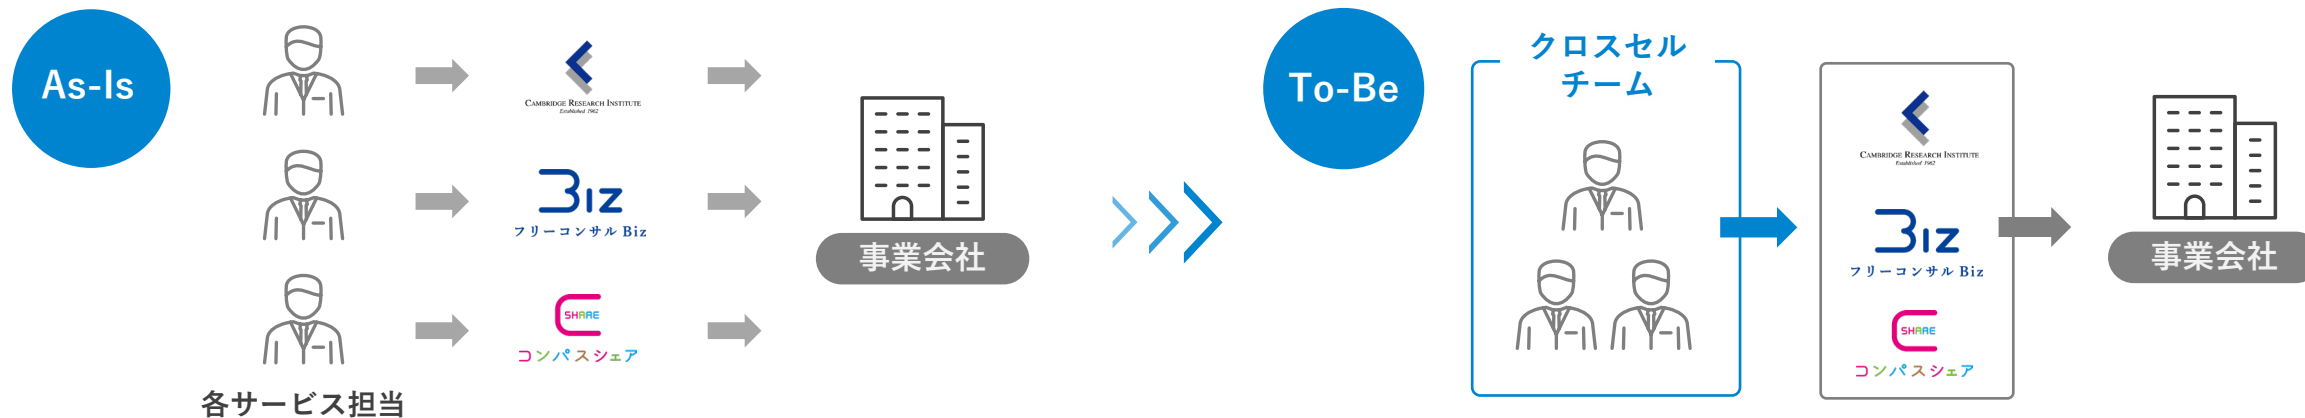 As-Is
CAMBRIDGE RESEARCH INSTITUTE
Established 1962
Biz
フリーコンサル Biz
SHARE
コンパスシェア
各サービス担当
事業会社
To-Be
クロスセル
チーム
CAMBRIDGE RESEARCH INSTITUTE
Established 1962
Biz
フリーコンサル Biz
SHARE
コンパスシェア
事業会社